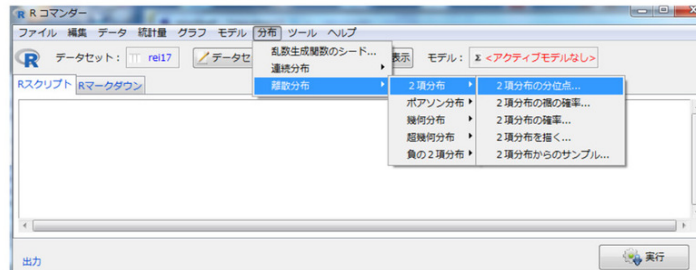 R コマンダー
ファイル 編集 データ 統計量 グラフ モデル 分布 ツール ヘルプ
データセット： rei17 データセ 表示 モデル： Σ <アクティブモデルなし>
乱数生成関数のシード...
連続分布
離散分布
Rスクリプト Rマークダウン
２項分布
ポアソン分布
幾何分布
超幾何分布
負の２項分布
２項分布の分位点...
２項分布の裾の確率...
２項分布の確率...
２項分布を描く...
２項分布からのサンプル...
出力 実行